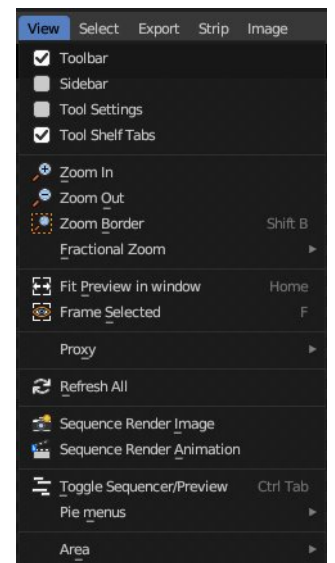 View Select Export Strip Image
Toolbar
Sidebar
Tool Settings
Tool Shelf Tabs
Zoom In
Zoom Out
Zoom Border Shift B
Fractional Zoom
Fit Preview in window Home
Frame Selected F
Proxy
Refresh All
Sequence Render Image
Sequence Render Animation
Toggle Sequencer/Preview Ctrl Tab
Pie menus
Area